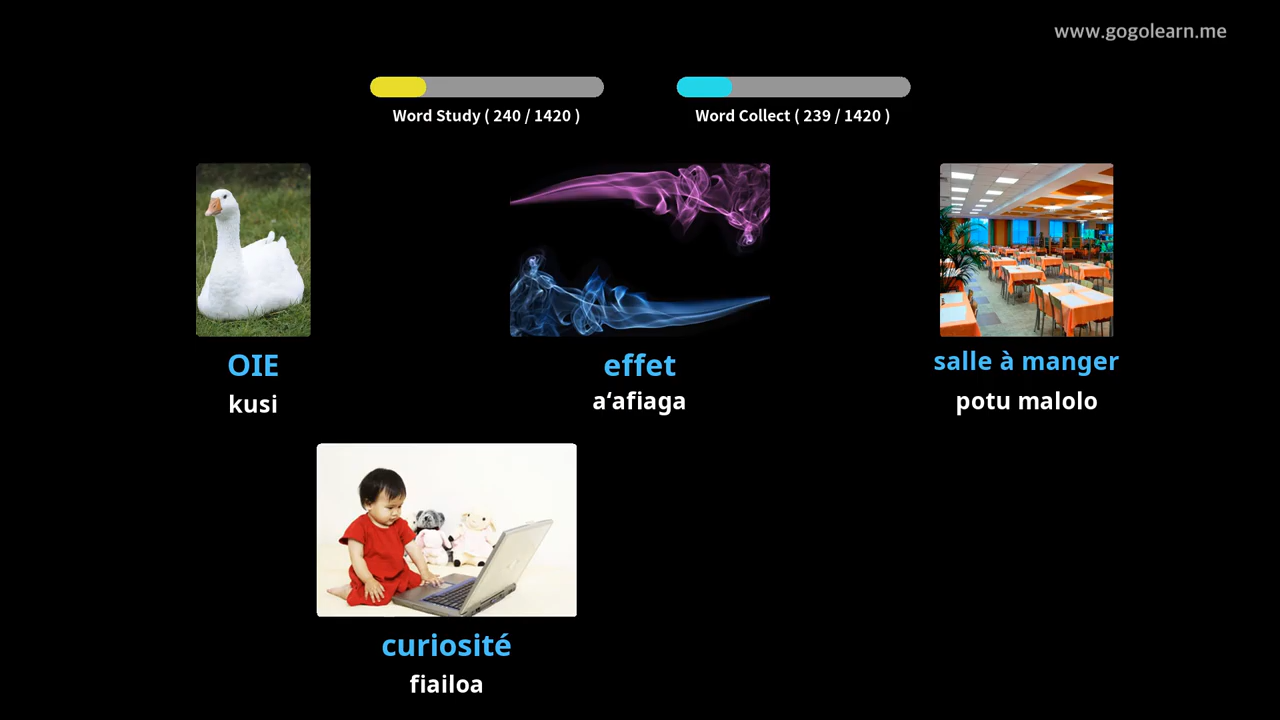 www.gogolearn.me
Word Study ( 240 / 1420 )
Word Collect ( 239 / 1420 )
OIE
kusi
effet
aʻafiaga
salle à manger
potu malolo
curiosité
fiailoa